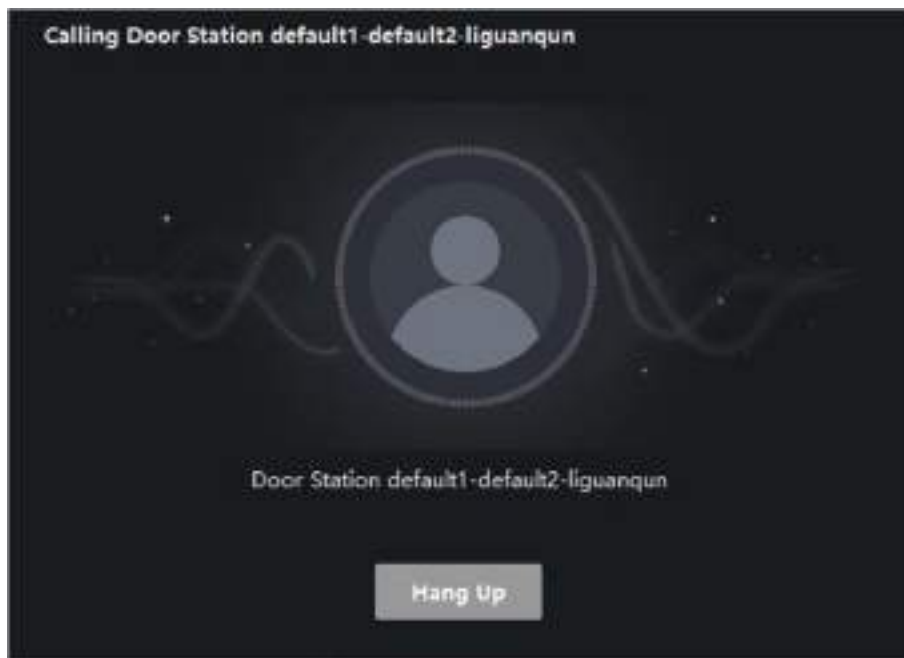 Calling Door Station default1-default2-liguanqun
Door Station default1-default2-liguanqun
Hang Up